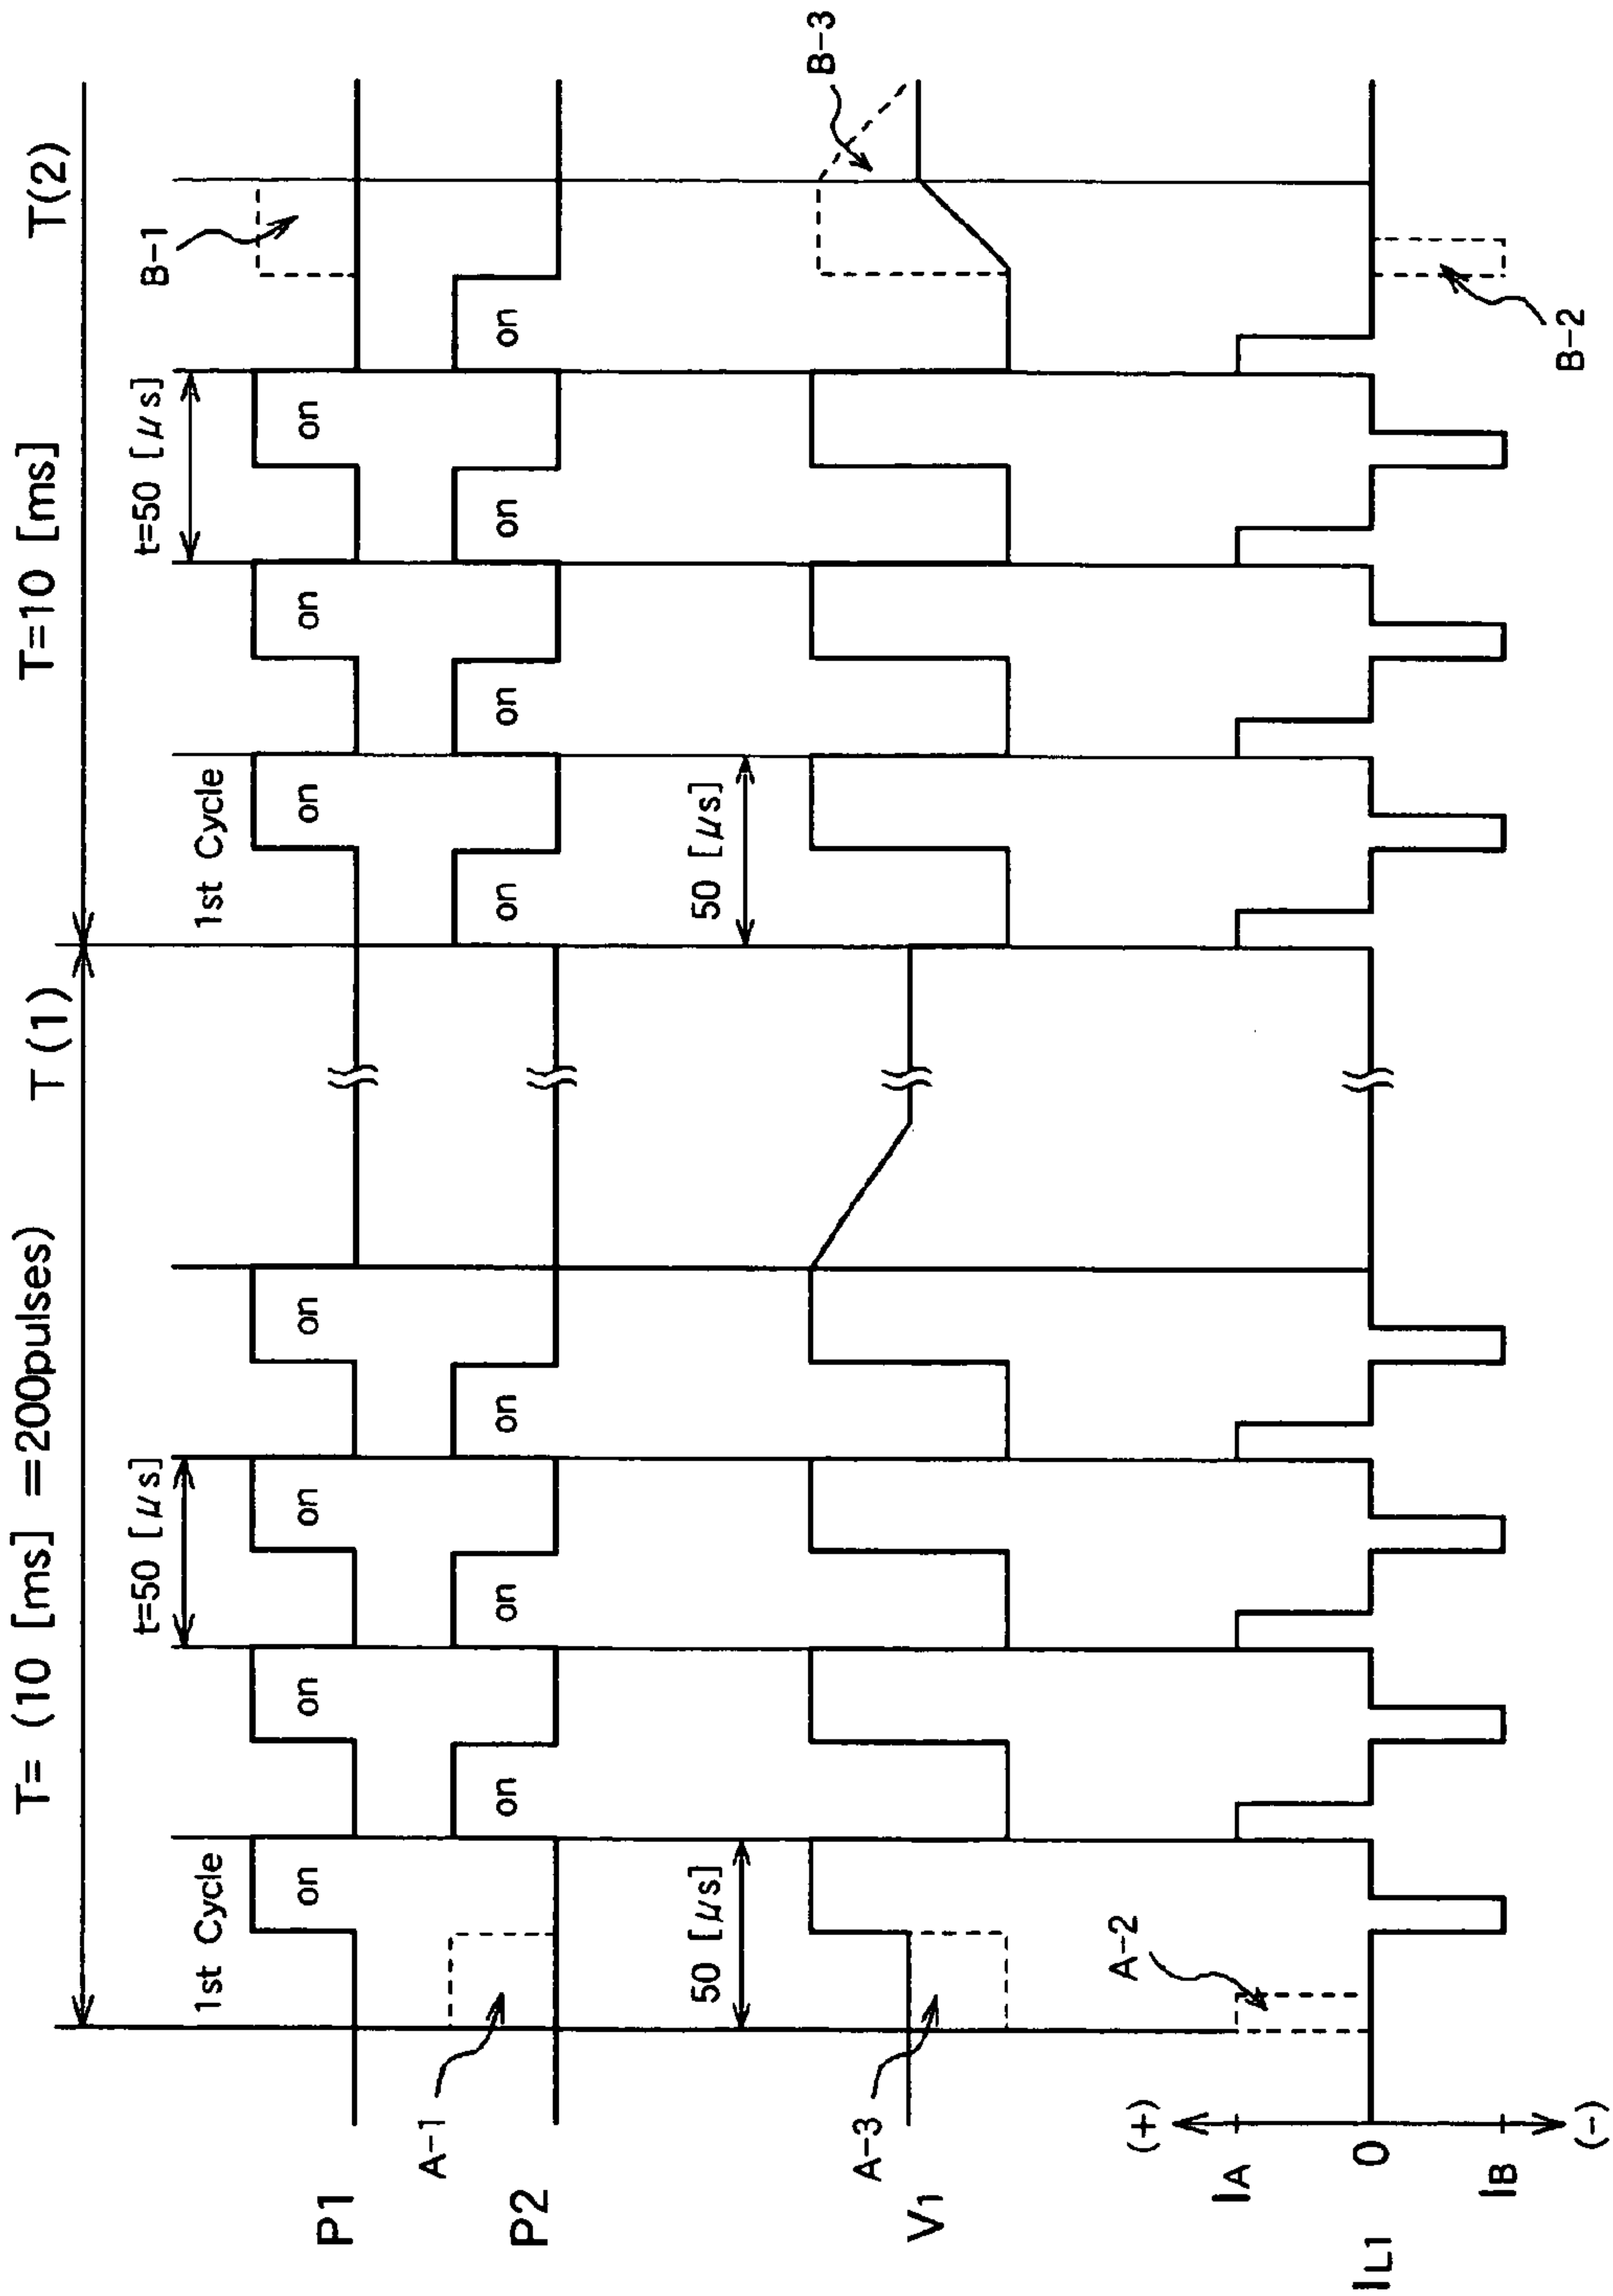 T= (10 [ms] =200pulses) T(1) T=10 [ms] T(2)
t=50 [μs] t=50 [μs]
1st Cycle 1st Cycle B-1
P1 on on on on on on on
A-1
P2 on on on on on on on
50 [μs] 50 [μs]
B-3
A-3
V1
A-2
(+)
IA
IL1 0
IB
(-)
B-2